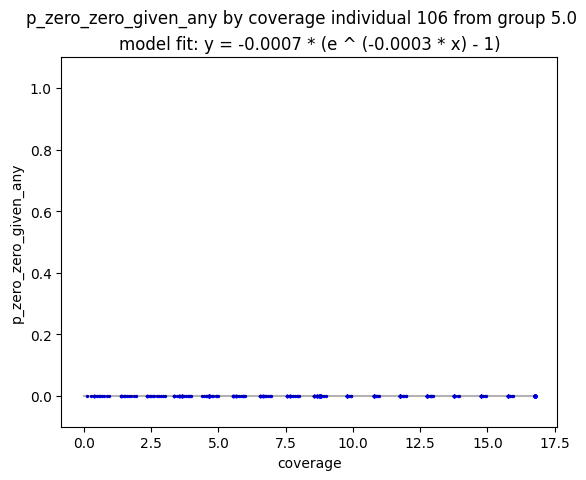 p_zero_zero_given_any by coverage individual 106 from group 5.0
model fit: y = -0.0007 * (e ^ (-0.0003 * x) - 1)
1.0
0.8
0.6
0.4
0.2
0.0
p_zero_zero_given_any
0.0 2.5 5.0 7.5 10.0 12.5 15.0 17.5
coverage